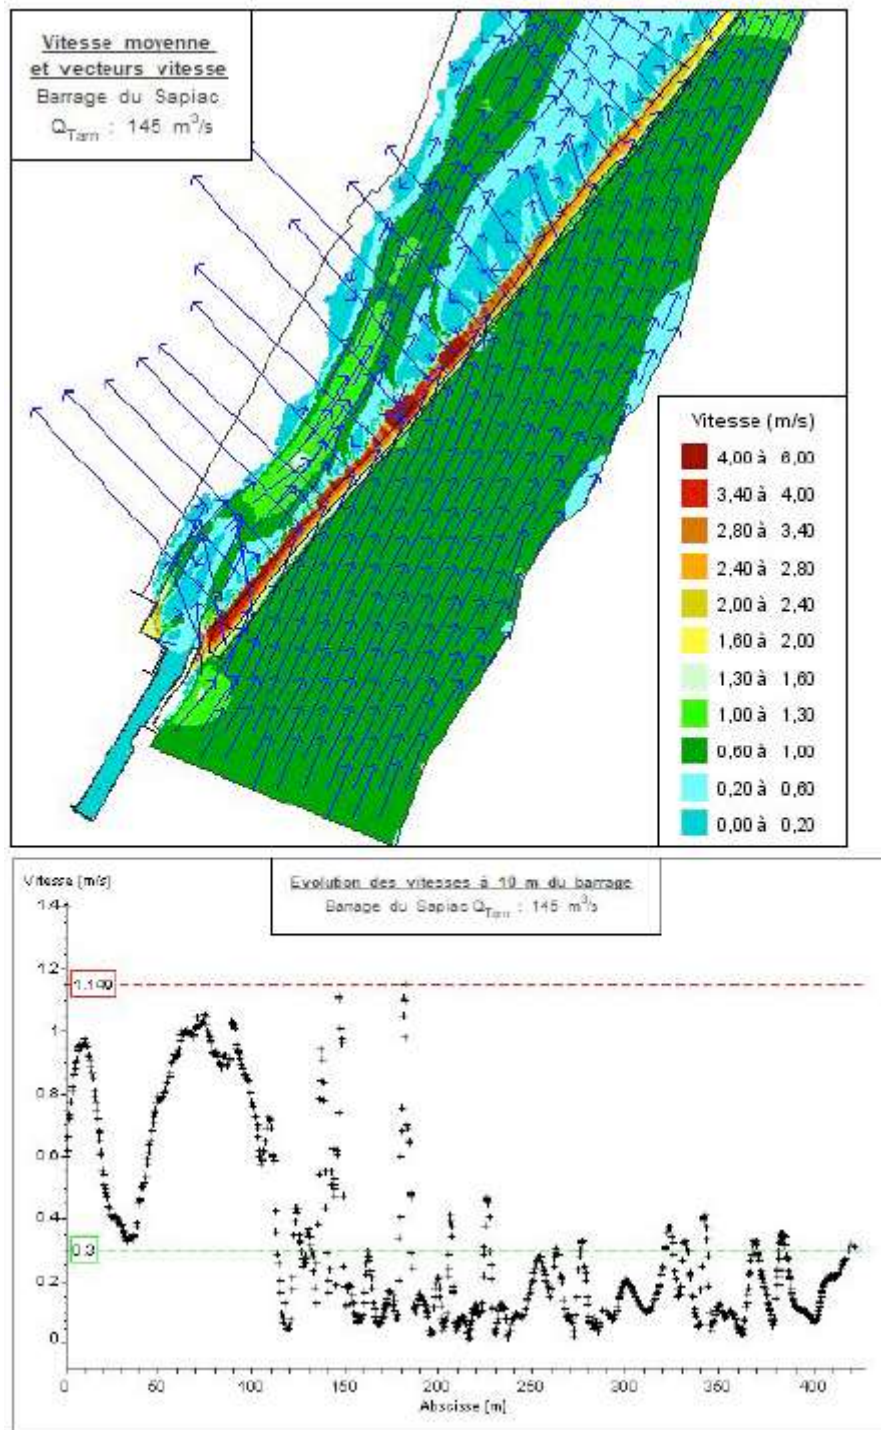 Vitesse moyenne
et vecteurs vitesse
Barrage du Sapiac
QTarn : 145 m³/s
Vitesse (m/s)
4,00 à 6,00
3,40 à 4,00
2,80 à 3,40
2,40 à 2,80
2,00 à 2,40
1,60 à 2,00
1,30 à 1,60
1,00 à 1,30
0,60 à 1,00
0,20 à 0,60
0,00 à 0,20
Vitesse (m/s)
Evolution des vitesses à 10 m du barrage
Barrage du Sapiac QTarn : 145 m³/s
1.4
1.2
1.149
1
0.8
0.6
0.4
0.3
0.2
0
0 50 100 150 200 250 300 350 400
Abscisse (m)